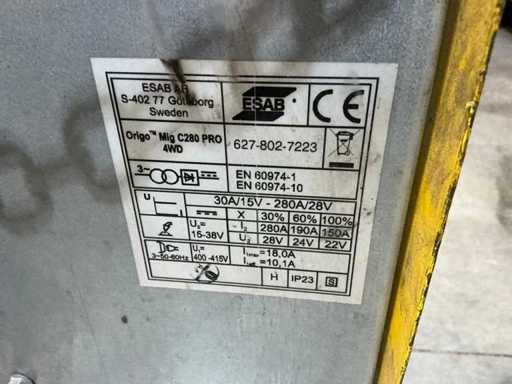 ESAB AB
S-402 77 Göteborg
Sweden
ESAB
CE
Origo™ Mig C280 PRO
4WD
627-802-7223
3~
EN 60974-1
EN 60974-10
U
30A/15V - 280A/28V
X 30% 60% 100%
U₀=
15-38V
I₂ 280A 190A 150A
U₂ 28V 24V 22V
3~50-60Hz
U₁
400-415V
I₁max=18,0A
I₁eff=10,1A
H IP23 S